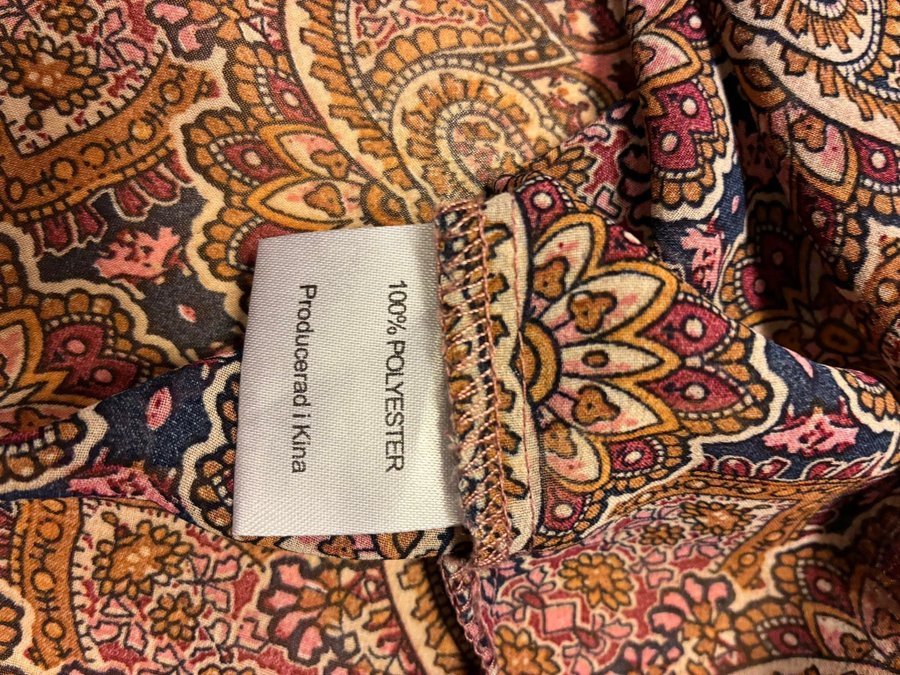 100% POLYESTER
Producerad i Kina